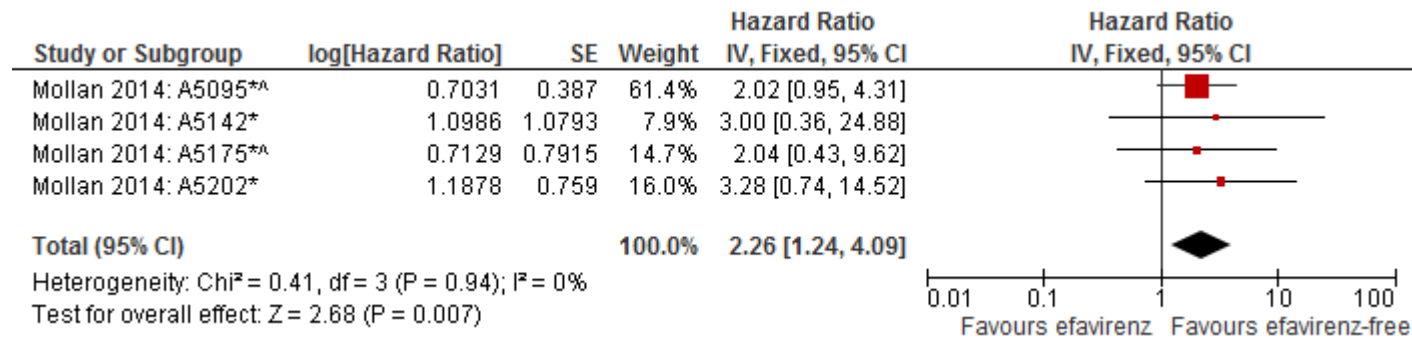 Hazard Ratio Hazard Ratio
Study or Subgroup log[Hazard Ratio] SE Weight IV, Fixed, 95% CI IV, Fixed, 95% CI
Mollan 2014: A5095*^ 0.7031 0.387 61.4% 2.02 [0.95, 4.31]
Mollan 2014: A5142* 1.0986 1.0793 7.9% 3.00 [0.36, 24.88]
Mollan 2014: A5175*^ 0.7129 0.7915 14.7% 2.04 [0.43, 9.62]
Mollan 2014: A5202* 1.1878 0.759 16.0% 3.28 [0.74, 14.52]
Total (95% CI) 100.0% 2.26 [1.24, 4.09]
Heterogeneity: Chi² = 0.41, df = 3 (P = 0.94); I² = 0%
Test for overall effect: Z = 2.68 (P = 0.007)
0.01 0.1 1 10 100
Favours efavirenz Favours efavirenz-free